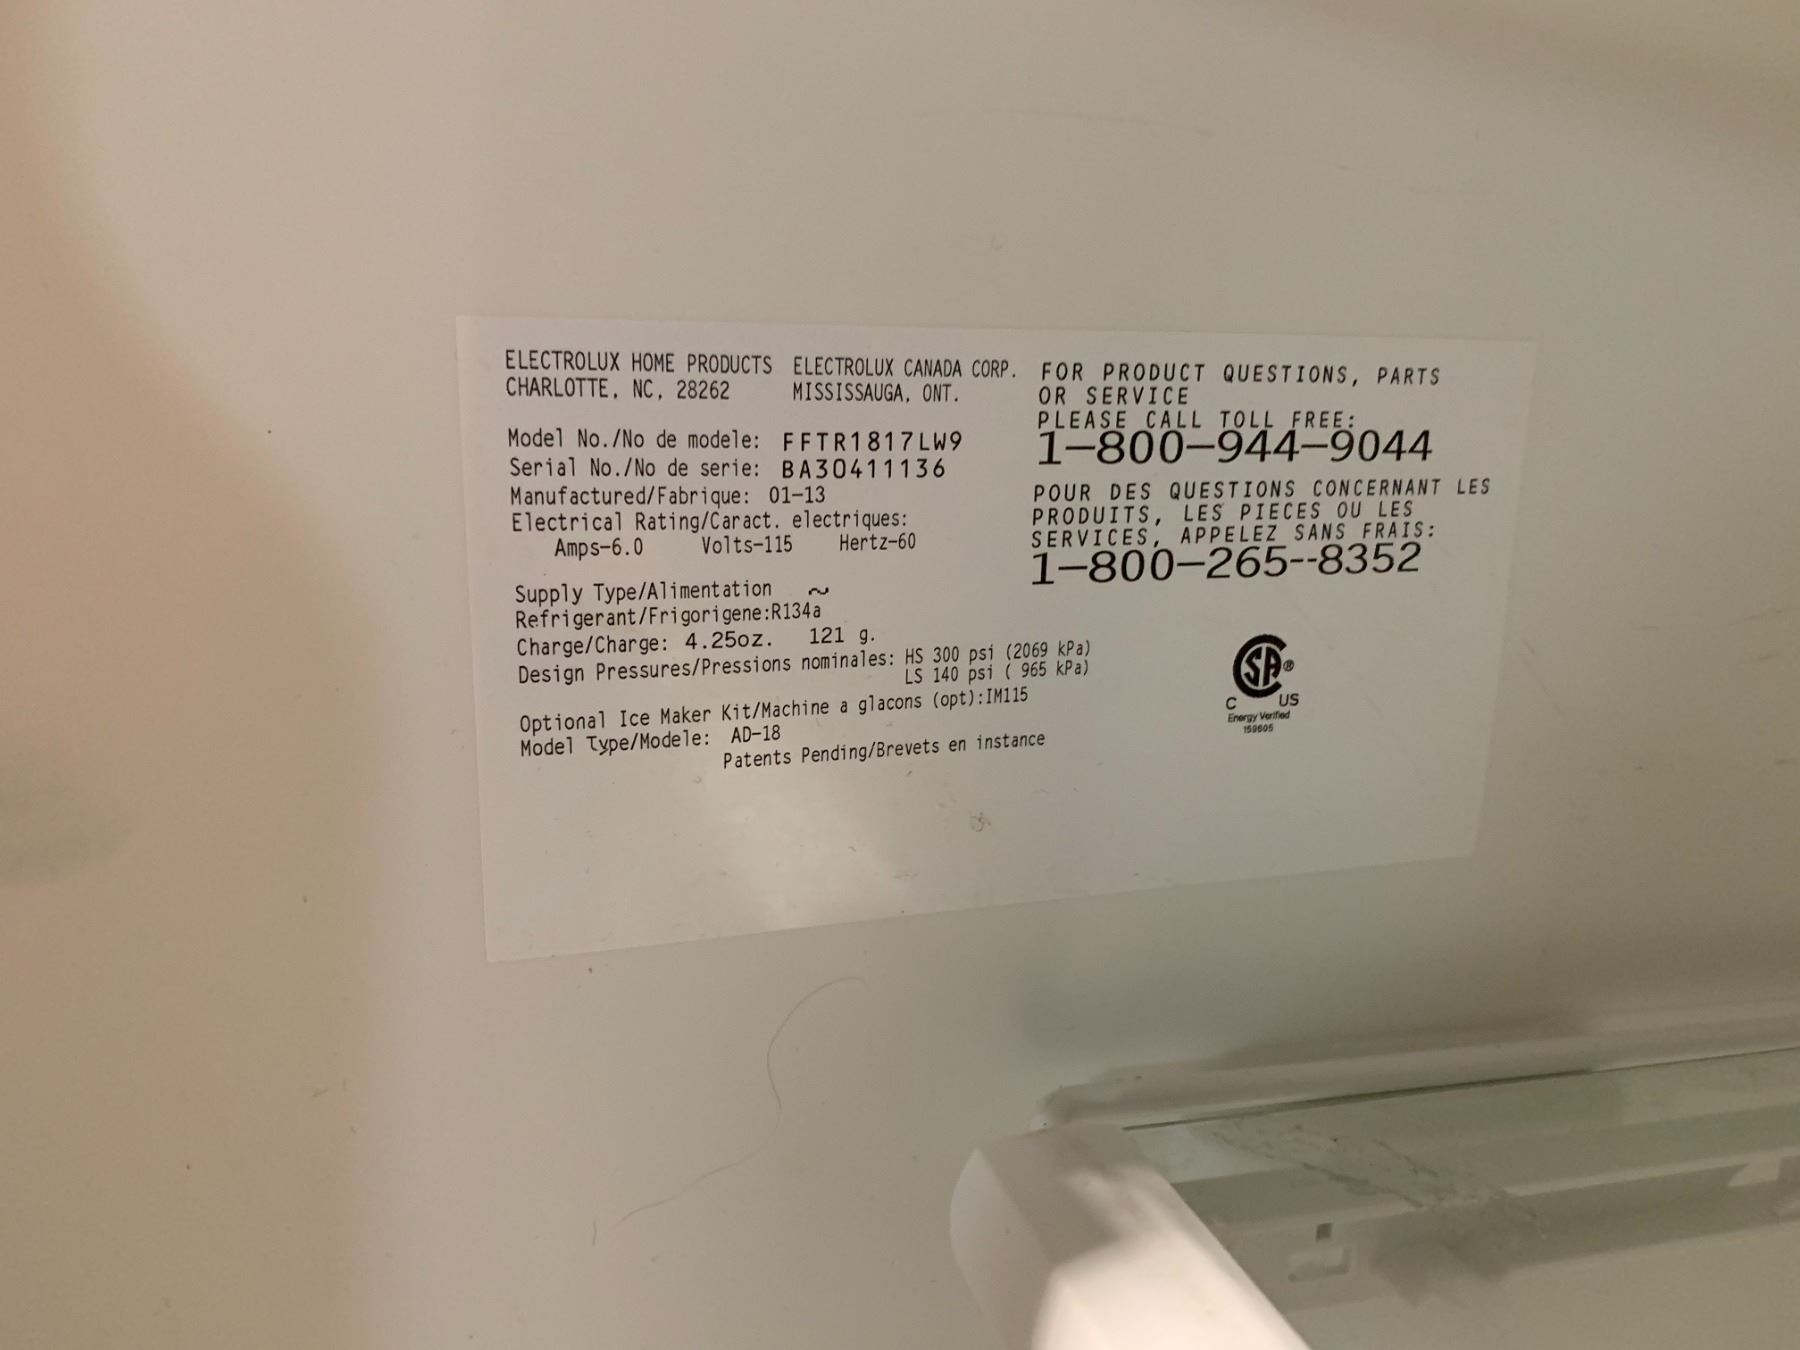 ELECTROLUX HOME PRODUCTS
CHARLOTTE, NC, 28262
ELECTROLUX CANADA CORP.
MISSISSAUGA, ONT.
Model No./No de modele: FFTR1817LW9
Serial No./No de serie: BA30411136
Manufactured/Fabrique: 01-13
Electrical Rating/Caract. electriques:
Amps-6.0 Volts-115 Hertz-60
Supply Type/Alimentation ~
Refrigerant/Frigorigene:R134a
Charge/Charge: 4.25oz. 121 g.
Design Pressures/Pressions nominales: HS 300 psi (2069 kPa)
LS 140 psi ( 965 kPa)
Optional Ice Maker Kit/Machine a glacons (opt):IM115
Model Type/Modele: AD-18
Patents Pending/Brevets en instance
FOR PRODUCT QUESTIONS, PARTS
OR SERVICE
PLEASE CALL TOLL FREE:
1-800-944-9044
POUR DES QUESTIONS CONCERNANT LES
PRODUITS, LES PIECES OU LES
SERVICES, APPELEZ SANS FRAIS:
1-800-265--8352
SA®
C US
Energy Verified
159605